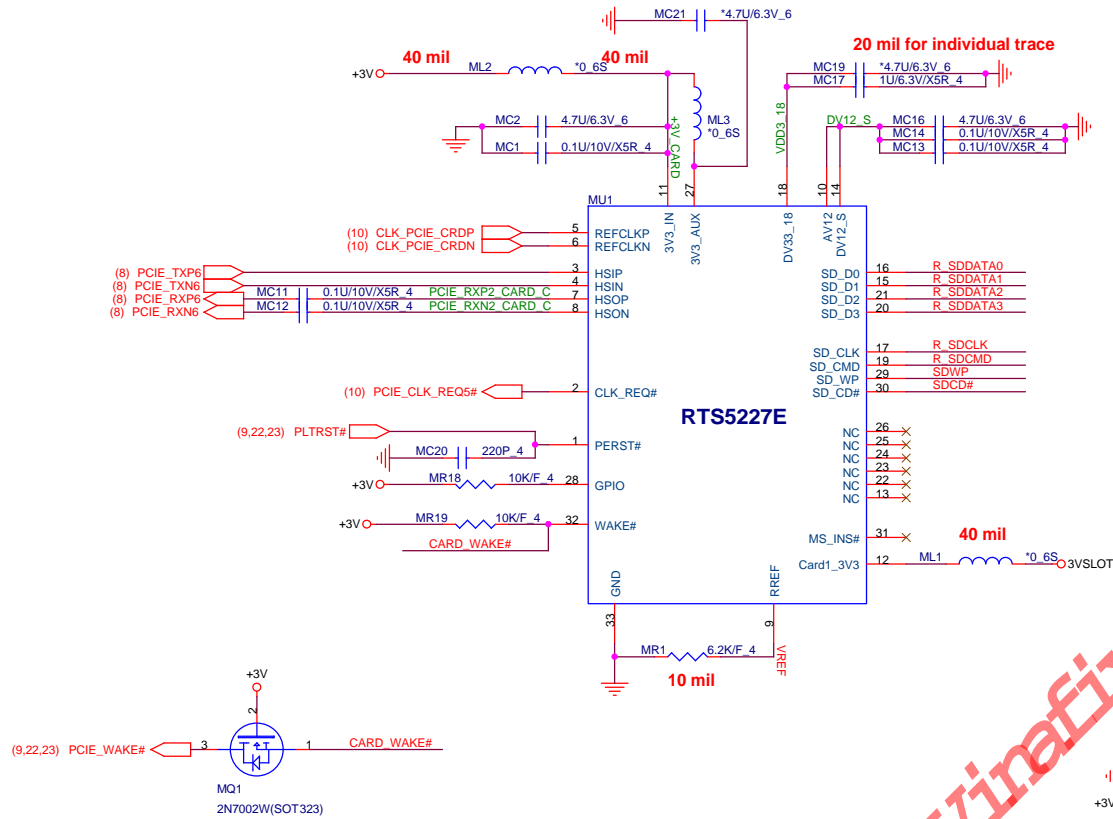 MC21 *4.7U/6.3V_6
40 mil 40 mil
20 mil for individual trace
+3V ML2 *0_6S
MC19 *4.7U/6.3V_6
MC17 1U/6.3V/X5R_4
ML3
*0_6S
MC2 4.7U/6.3V_6
MC1 0.1U/10V/X5R_4
+3V_CARD
VDD3_18
DV12_S
MC16 4.7U/6.3V_6
MC14 0.1U/10V/X5R_4
MC13 0.1U/10V/X5R_4
11 27 18 10 14
MU1
3V3_IN 3V3_AUX DV33_18 AV12 DV12_S
(10) CLK_PCIE_CRDP 5 REFCLKP
(10) CLK_PCIE_CRDN 6 REFCLKN
(8) PCIE_TXP6 3 HSIP
(8) PCIE_TXN6 4 HSIN
(8) PCIE_RXP6 MC11 0.1U/10V/X5R_4 PCIE_RXP2_CARD_C 7 HSOP
(8) PCIE_RXN6 MC12 0.1U/10V/X5R_4 PCIE_RXN2_CARD_C 8 HSON
SD_D0 16 R_SDDATA0
SD_D1 15 R_SDDATA1
SD_D2 21 R_SDDATA2
SD_D3 20 R_SDDATA3
SD_CLK 17 R_SDCLK
SD_CMD 19 R_SDCMD
SD_WP 29 SDWP
SD_CD# 30 SDCD#
(10) PCIE_CLK_REQ5# 2 CLK_REQ#
RTS5227E
(9,22,23) PLTRST# 1 PERST#
MC20 220P_4
+3V MR18 10K/F_4 28 GPIO
+3V MR19 10K/F_4 32 WAKE#
CARD_WAKE#
NC 26
NC 25
NC 24
NC 23
NC 22
NC 13
MS_INS# 31
40 mil
Card1_3V3 12 ML1 *0_6S 3VSLOT
GND RREF
33 9
MR1 6.2K/F_4 VREF
10 mil
+3V
2
(9,22,23) PCIE_WAKE# 3 1 CARD_WAKE#
MQ1
2N7002W(SOT323)
vinafix
+3V